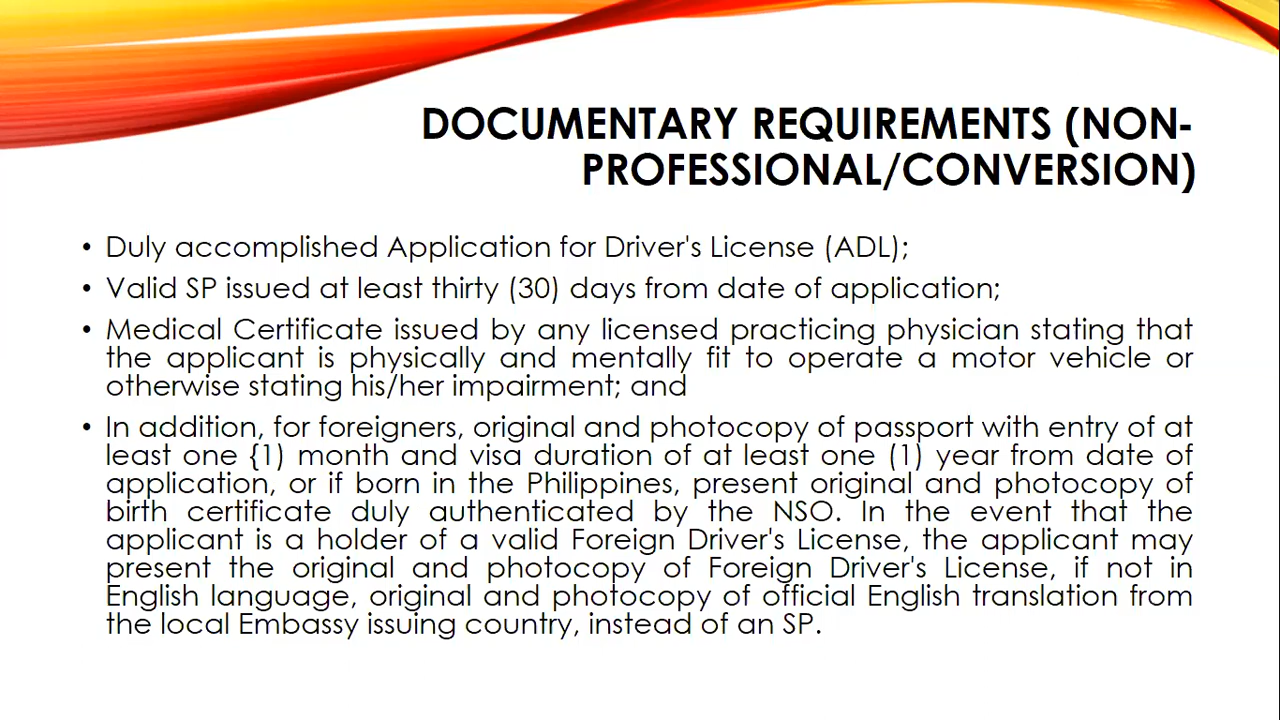 DOCUMENTARY REQUIREMENTS (NON-
PROFESSIONAL/CONVERSION)
• Duly accomplished Application for Driver's License (ADL);
• Valid SP issued at least thirty (30) days from date of application;
• Medical Certificate issued by any licensed practicing physician stating that
the applicant is physically and mentally fit to operate a motor vehicle or
otherwise stating his/her impairment; and
• In addition, for foreigners, original and photocopy of passport with entry of at
least one {1) month and visa duration of at least one (1) year from date of
application, or if born in the Philippines, present original and photocopy of
birth certificate duly authenticated by the NSO. In the event that the
applicant is a holder of a valid Foreign Driver's License, the applicant may
present the original and photocopy of Foreign Driver's License, if not in
English language, original and photocopy of official English translation from
the local Embassy issuing country, instead of an SP.